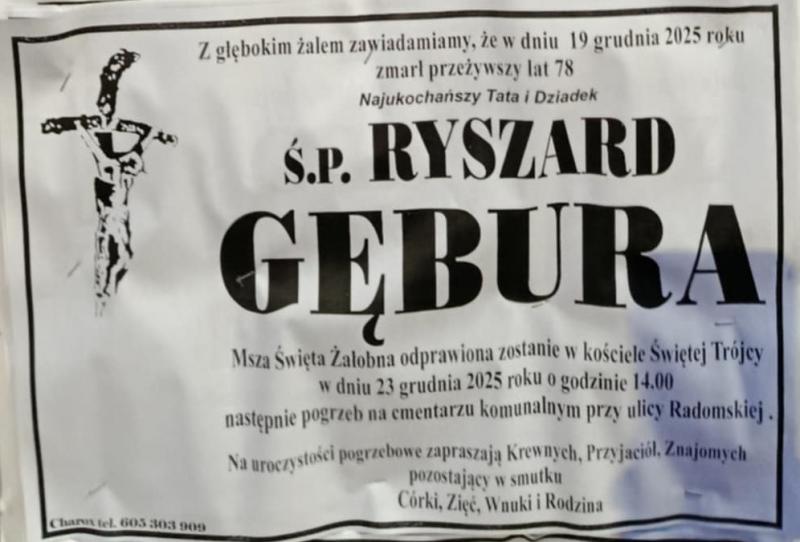 Z głębokim żalem zawiadamiamy, że w dniu 19 grudnia 2025 roku
zmarł przeżywszy lat 78
Najukochańszy Tata i Dziadek
Ś.P. RYSZARD
GĘBURA
Msza Święta Żałobna odprawiona zostanie w kościele Świętej Trójcy
w dniu 23 grudnia 2025 roku o godzinie 14.00
następnie pogrzeb na cmentarzu komunalnym przy ulicy Radomskiej .
Na uroczystości pogrzebowe zapraszają Krewnych, Przyjaciół, Znajomych
pozostający w smutku
Córki, Zięć, Wnuki i Rodzina
Charox tel. 605 303 909